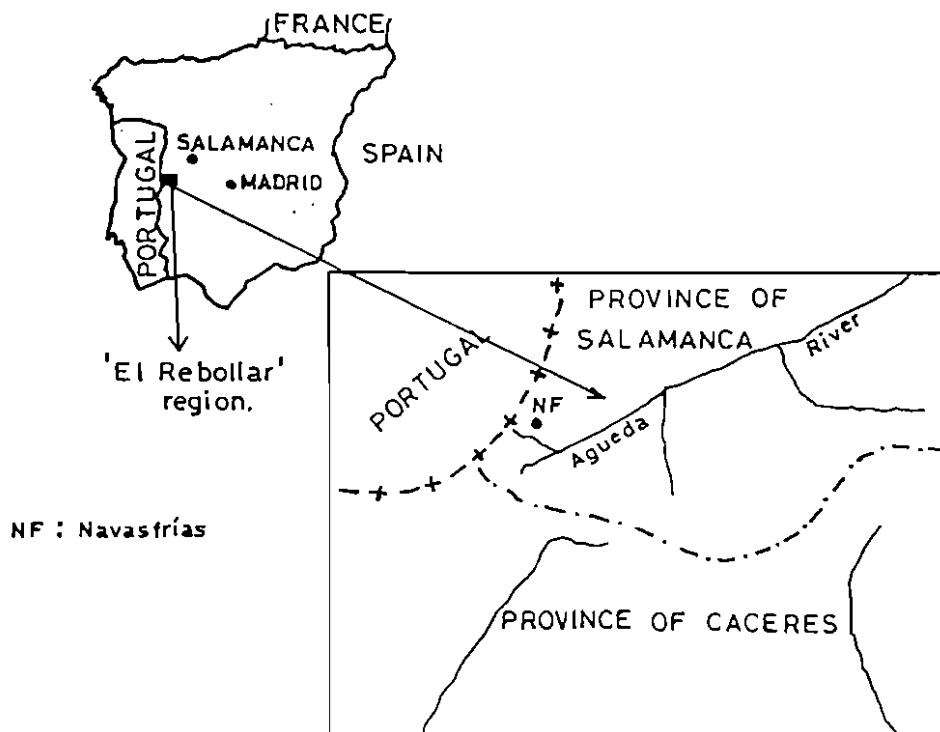 FRANCE
SALAMANCA
SPAIN
MADRID
PORTUGAL
'El Rebollar'
region.
PROVINCE OF
SALAMANCA
River
PORTUGAL
NF
Agueda
NF : Navasfrías
PROVINCE OF CACERES